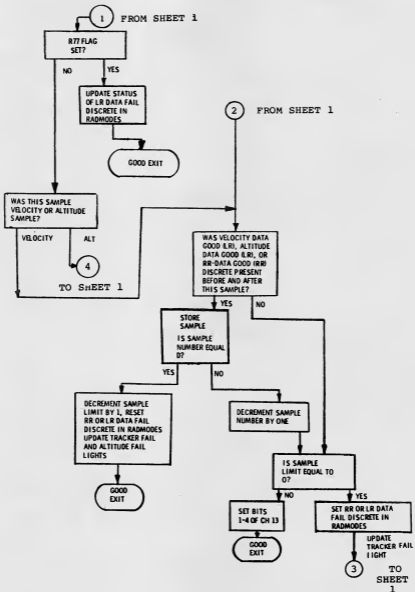 1 FROM SHEET 1
R77 FLAG
SET?
NO
YES
UPDATE STATUS
OF LR DATA FAIL
DISCRETE IN
RADMODES
GOOD EXIT
2 FROM SHEET 1
WAS THIS SAMPLE
VELOCITY OR ALTITUDE
SAMPLE?
VELOCITY
ALT
4
TO SHEET 1
WAS VELOCITY DATA
GOOD (LR), ALTITUDE
DATA GOOD (LR), OR
RR-DATA GOOD (RR)
DISCRETE PRESENT
BEFORE AND AFTER
THIS SAMPLE?
YES
NO
STORE
SAMPLE
IS SAMPLE
NUMBER EQUAL
0?
YES
NO
DECREMENT SAMPLE
LIMIT BY 1, RESET
RR OR LR DATA FAIL
DISCRETE IN RADMODES
UPDATE TRACKER FAIL
AND ALTITUDE FAIL
LIGHTS
GOOD
EXIT
DECREMENT SAMPLE
NUMBER BY ONE
IS SAMPLE
LIMIT EQUAL TO
0?
NO
YES
SET BITS
1-4 OF CH 13
GOOD
EXIT
SET RR OR LR DATA
FAIL DISCRETE IN
RADMODES
UPDATE
TRACKER FAIL
LIGHT
3 TO
SHEET
1